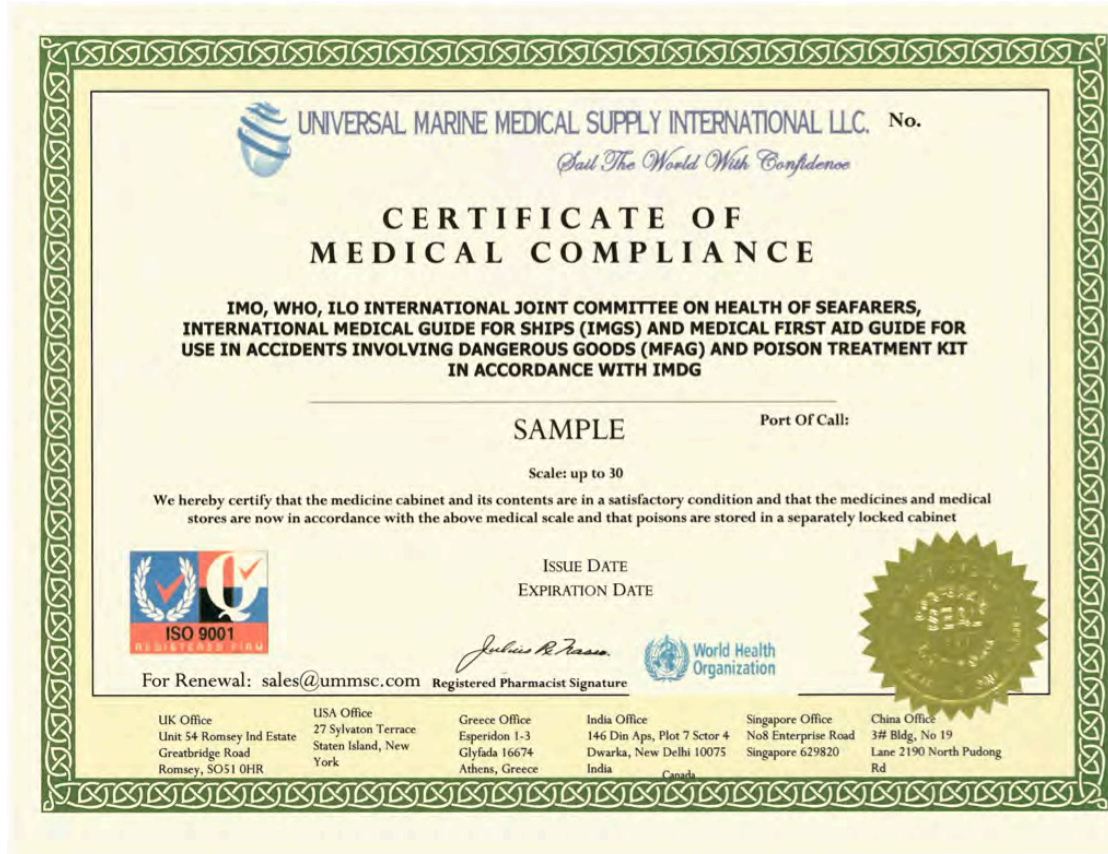 UNIVERSAL MARINE MEDICAL SUPPLY INTERNATIONAL LLC. No.
Sail The World With Confidence
CERTIFICATE OF
MEDICAL COMPLIANCE
IMO, WHO, ILO INTERNATIONAL JOINT COMMITTEE ON HEALTH OF SEAFARERS,
INTERNATIONAL MEDICAL GUIDE FOR SHIPS (IMGS) AND MEDICAL FIRST AID GUIDE FOR
USE IN ACCIDENTS INVOLVING DANGEROUS GOODS (MFAG) AND POISON TREATMENT KIT
IN ACCORDANCE WITH IMDG
Port Of Call:
SAMPLE
Scale: up to 30
We hereby certify that the medicine cabinet and its contents are in a satisfactory condition and that the medicines and medical
stores are now in accordance with the above medical scale and that poisons are stored in a separately locked cabinet
ISSUE DATE
EXPIRATION DATE
Q
ISO 9001
REGISTERED FIRM
World Health
Organization
For Renewal: sales@ummsc.com
Registered Pharmacist Signature
UK Office
Unit 54 Romsey Ind Estate
Greatbridge Road
Romsey, SO51 0HR
USA Office
27 Sylvaton Terrace
Staten Island, New
York
Greece Office
Esperidon 1-3
Glyfada 16674
Athens, Greece
India Office
146 Din Aps, Plot 7 Sctor 4
Dwarka, New Delhi 10075
India
Canada
Singapore Office
No8 Enterprise Road
Singapore 629820
China Office
3# Bldg, No 19
Lane 2190 North Pudong
Rd